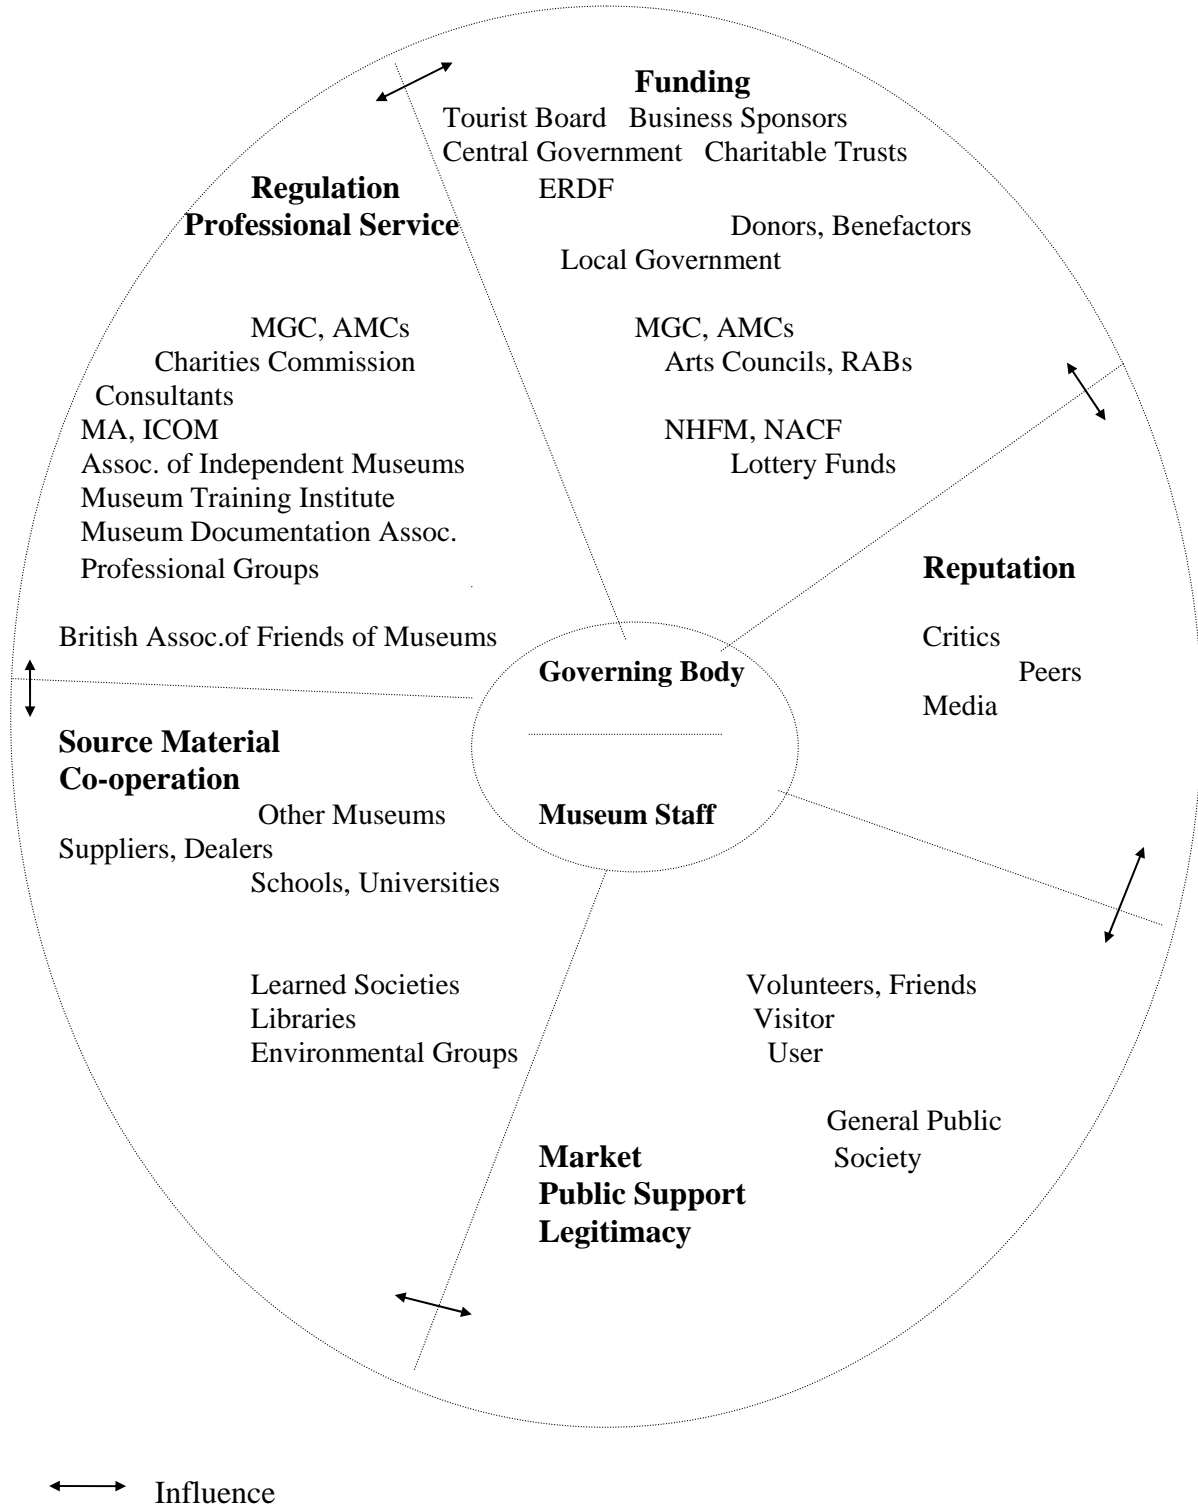 Funding
Tourist Board Business Sponsors
Central Government Charitable Trusts
ERDF
Donors, Benefactors
Local Government
MGC, AMCs
Arts Councils, RABs
NHFM, NACF
Lottery Funds
Regulation
Professional Service
MGC, AMCs
Charities Commission
Consultants
MA, ICOM
Assoc. of Independent Museums
Museum Training Institute
Museum Documentation Assoc.
Professional Groups
British Assoc.of Friends of Museums
Reputation
Critics
Peers
Media
Governing Body
Museum Staff
Source Material
Co-operation
Other Museums
Suppliers, Dealers
Schools, Universities
Learned Societies
Libraries
Environmental Groups
Volunteers, Friends
Visitor
User
General Public
Society
Market
Public Support
Legitimacy
Influence